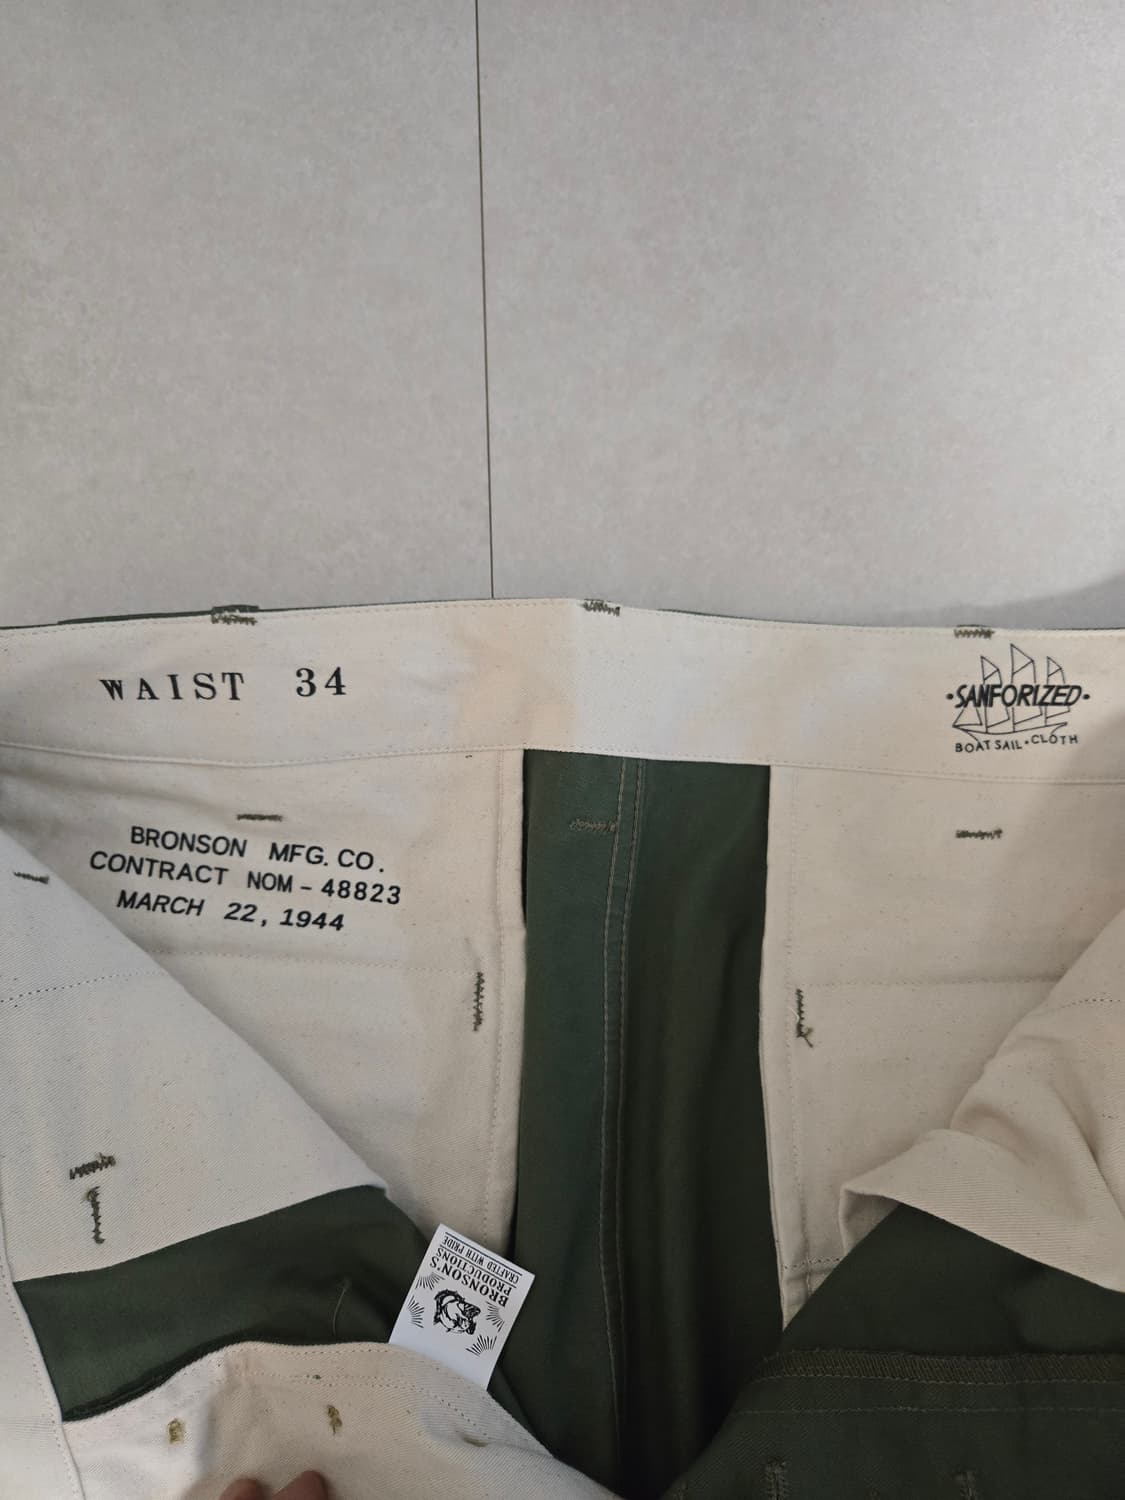 WAIST 34
·SANFORIZED·
BOAT SAIL·CLOTH
BRONSON MFG. CO.
CONTRACT NOM-48823
MARCH 22, 1944
BRONSON'S
PRODUCTIONS
CRAFTED WITH PRIDE